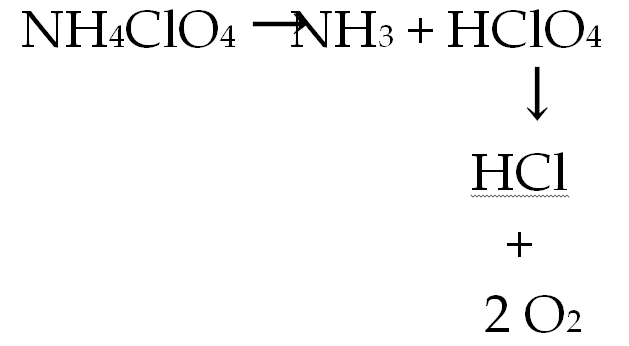 NH₄ClO₄ → NH₃ + HClO₄
↓
HCl
+
2 O₂